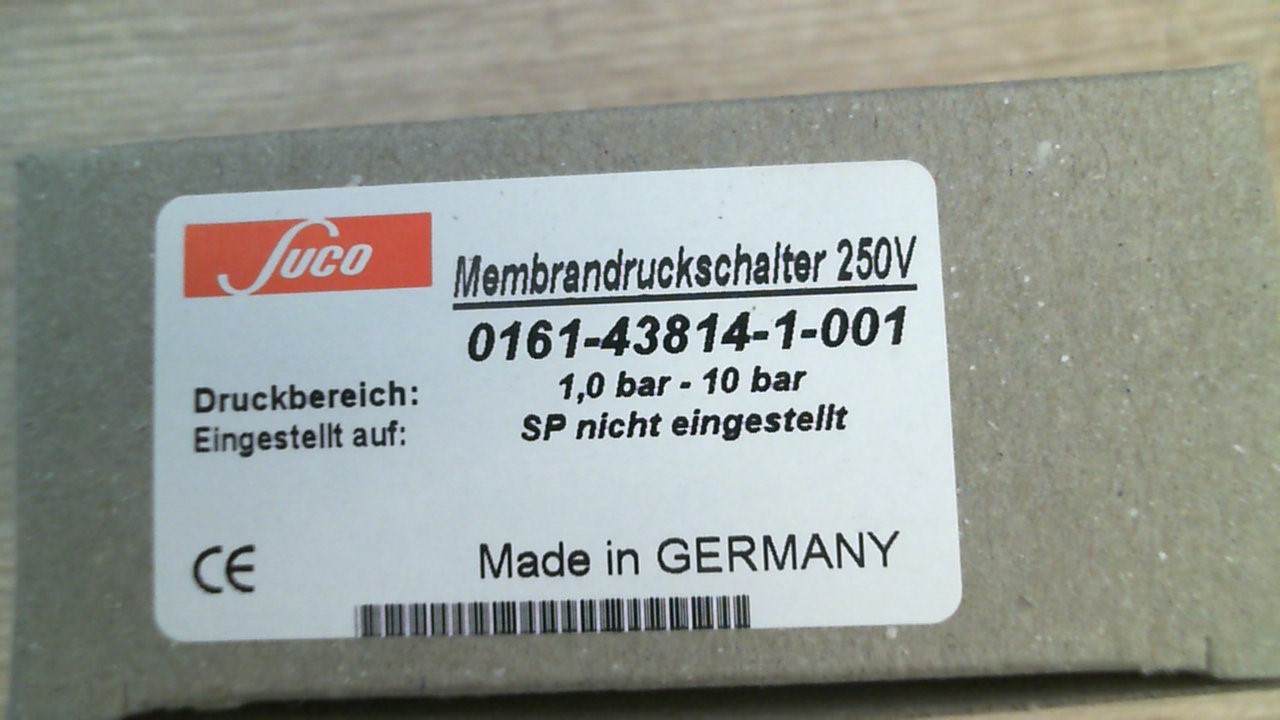 Suco
Membrandruckschalter 250V
0161-43814-1-001
Druckbereich: 1,0 bar - 10 bar
Eingestellt auf: SP nicht eingestellt
CE
Made in GERMANY